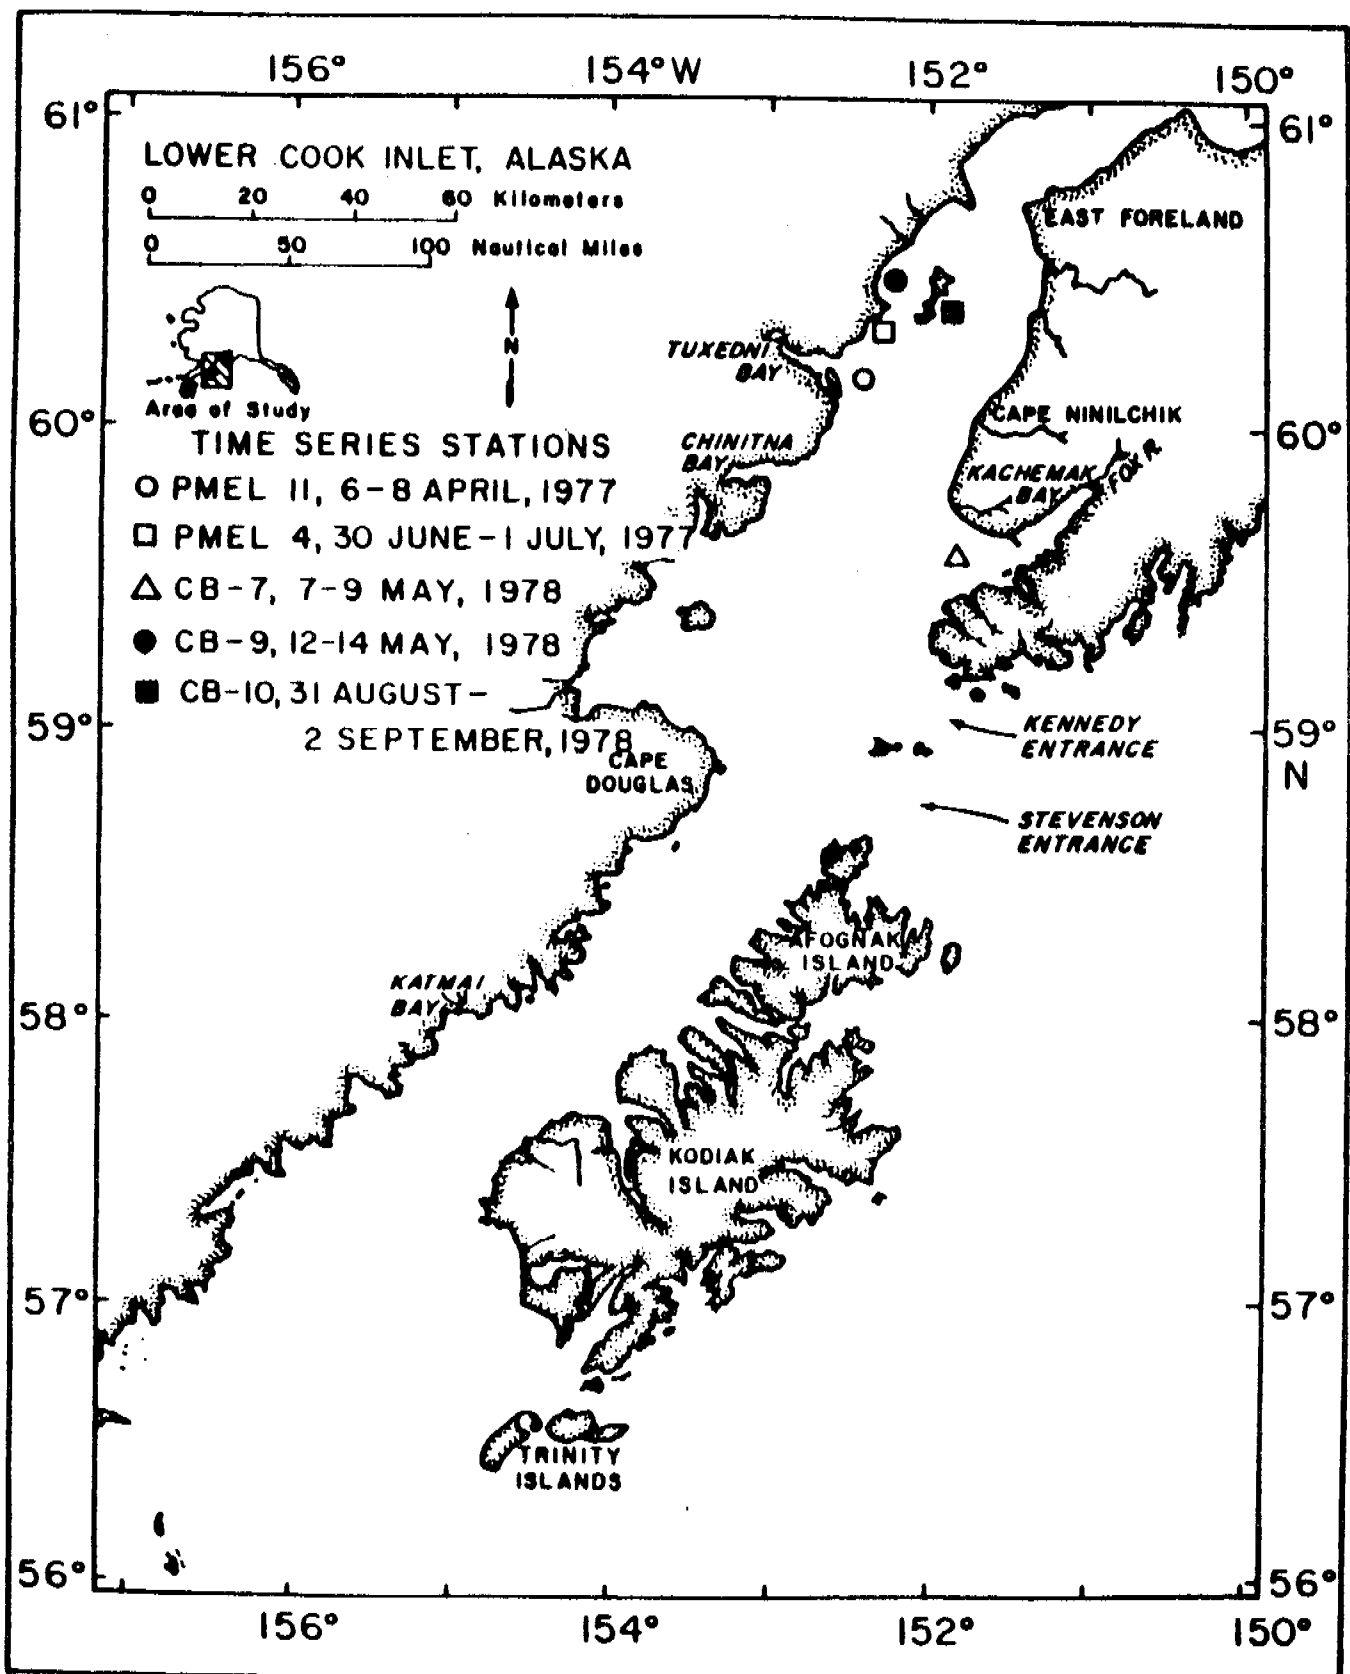 156° 154°W 152° 150°
61° 61°
LOWER COOK INLET, ALASKA
0 20 40 60 Kilometers
0 50 100 Nautical Miles
EAST FORELAND
N
TUXEDNI
BAY
Area of Study
60° 60°
CAPE NINILCHIK
TIME SERIES STATIONS
CHINITNA
BAY
KACHEMAK
BAY
FOX R.
PMEL 11, 6-8 APRIL, 1977
PMEL 4, 30 JUNE-1 JULY, 1977
CB-7, 7-9 MAY, 1978
CB-9, 12-14 MAY, 1978
CB-10, 31 AUGUST-
2 SEPTEMBER, 1978
59° 59°
N
KENNEDY
ENTRANCE
CAPE
DOUGLAS
STEVENSON
ENTRANCE
AFOGNAK
ISLAND
KATMAI
BAY
58° 58°
KODIAK
ISLAND
57° 57°
TRINITY
ISLANDS
56° 56°
156° 154° 152° 150°